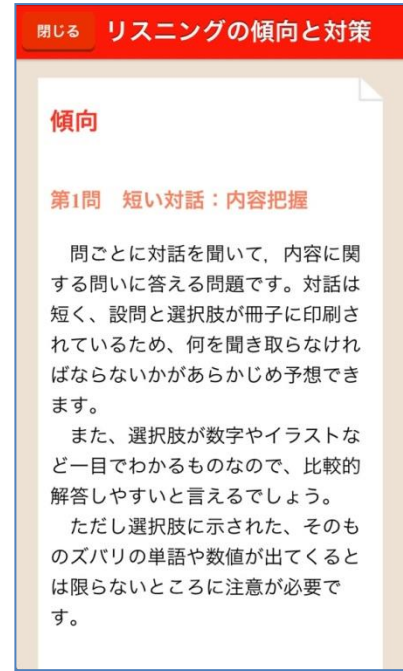 閉じる
リスニングの傾向と対策
傾向
第1問　短い対話：内容把握
　問ごとに対話を聞いて，内容に関
する問いに答える問題です。対話は
短く、設問と選択肢が冊子に印刷さ
れているため、何を聞き取らなけれ
ばならないかがあらかじめ予想でき
ます。
　また、選択肢が数字やイラストな
ど一目でわかるものなので、比較的
解答しやすいと言えるでしょう。
　ただし選択肢に示された、そのも
のズバリの単語や数値が出てくると
は限らないところに注意が必要で
す。